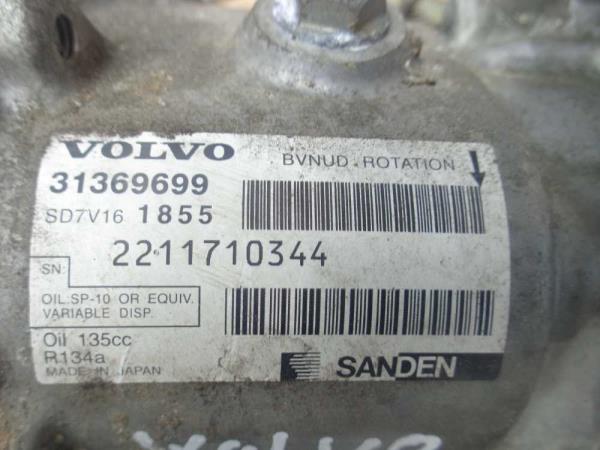 VOLVO
BVNUD - ROTATION
31369699
SD7V16 1855
SN: 2211710344
OIL:SP-10 OR EQUIV.
VARIABLE DISP.
Oil 135cc
R134a
MADE IN JAPAN
SANDEN